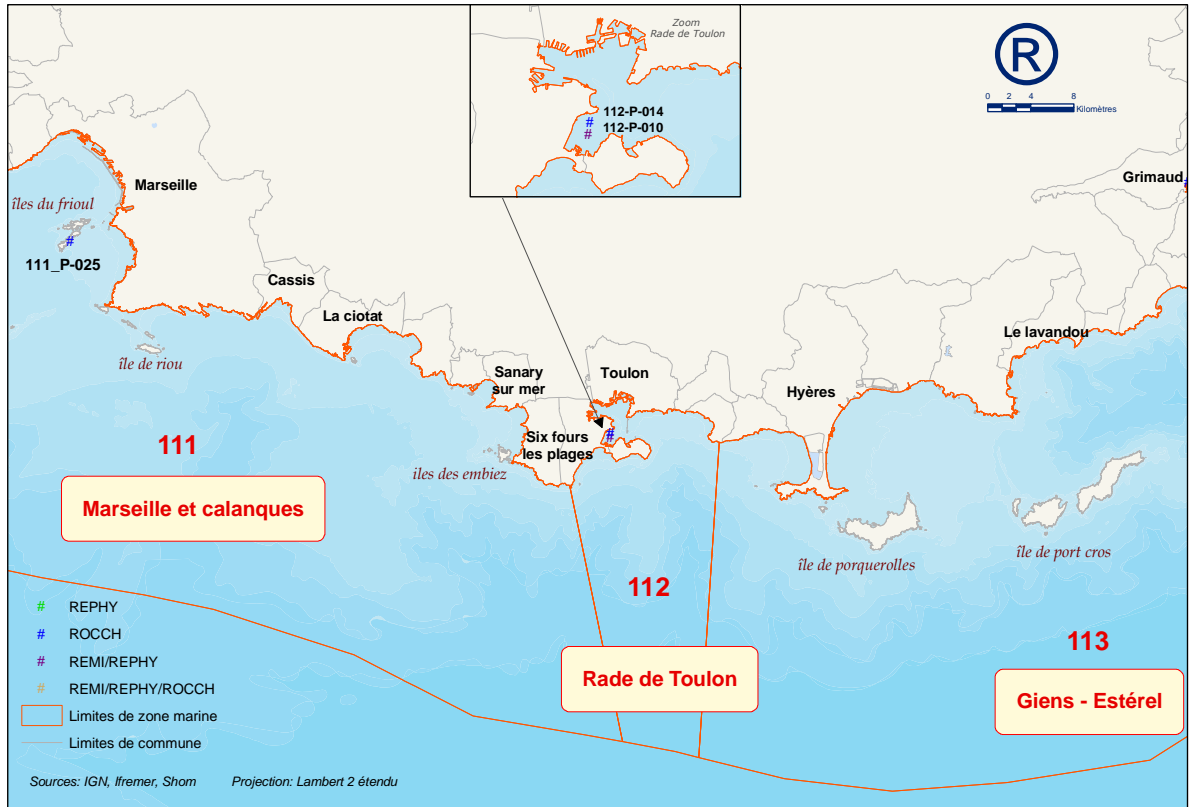 Zoom
Rade de Toulon
112-P-014
112-P-010
R
0 2 4 8
Kilomètres
Marseille
Grimaud
îles du frioul
111_P-025
Cassis
La ciotat
Le lavandou
île de riou
Sanary
sur mer
Toulon
Hyères
Six fours
les plages
111
îles des embiez
Marseille et calanques
île de port cros
île de porquerolles
112
113
# REPHY
# ROCCH
# REMI/REPHY
# REMI/REPHY/ROCCH
Limites de zone marine
Limites de commune
Rade de Toulon
Giens - Estérel
Sources: IGN, Ifremer, Shom Projection: Lambert 2 étendu